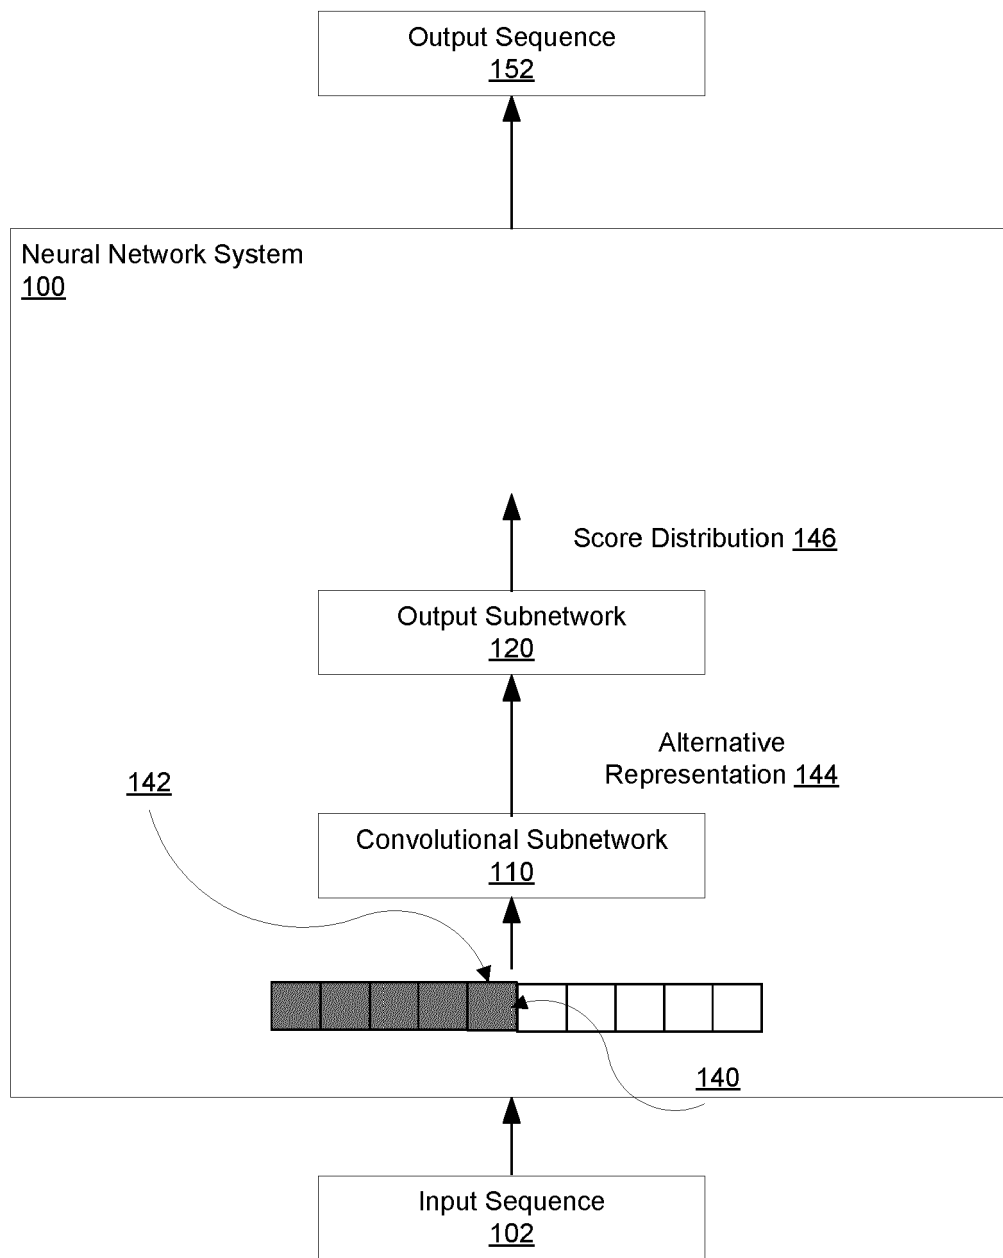 Output Sequence
152
Neural Network System
100
Score Distribution 146
Output Subnetwork
120
Alternative
Representation 144
142
Convolutional Subnetwork
110
140
Input Sequence
102